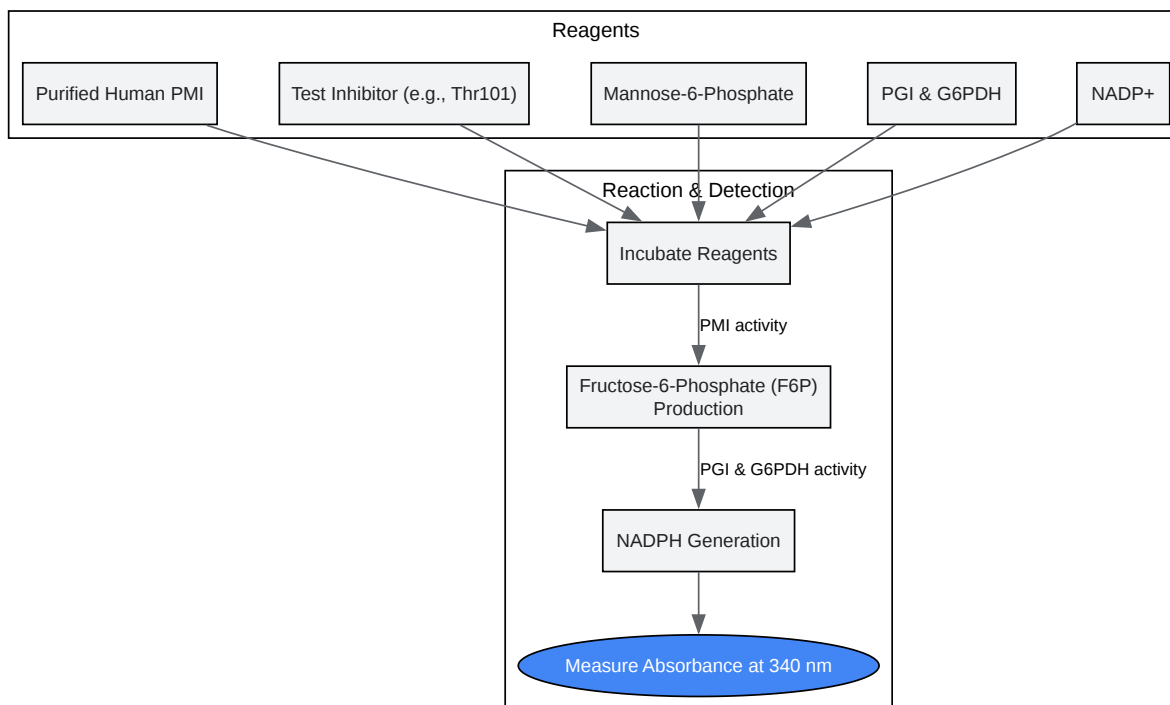 Reagents
Purified Human PMI
Test Inhibitor (e.g., Thr101)
Mannose-6-Phosphate
PGI & G6PDH
NADP+
Reaction & Detection
Incubate Reagents
PMI activity
Fructose-6-Phosphate (F6P)
Production
PGI & G6PDH activity
NADPH Generation
Measure Absorbance at 340 nm